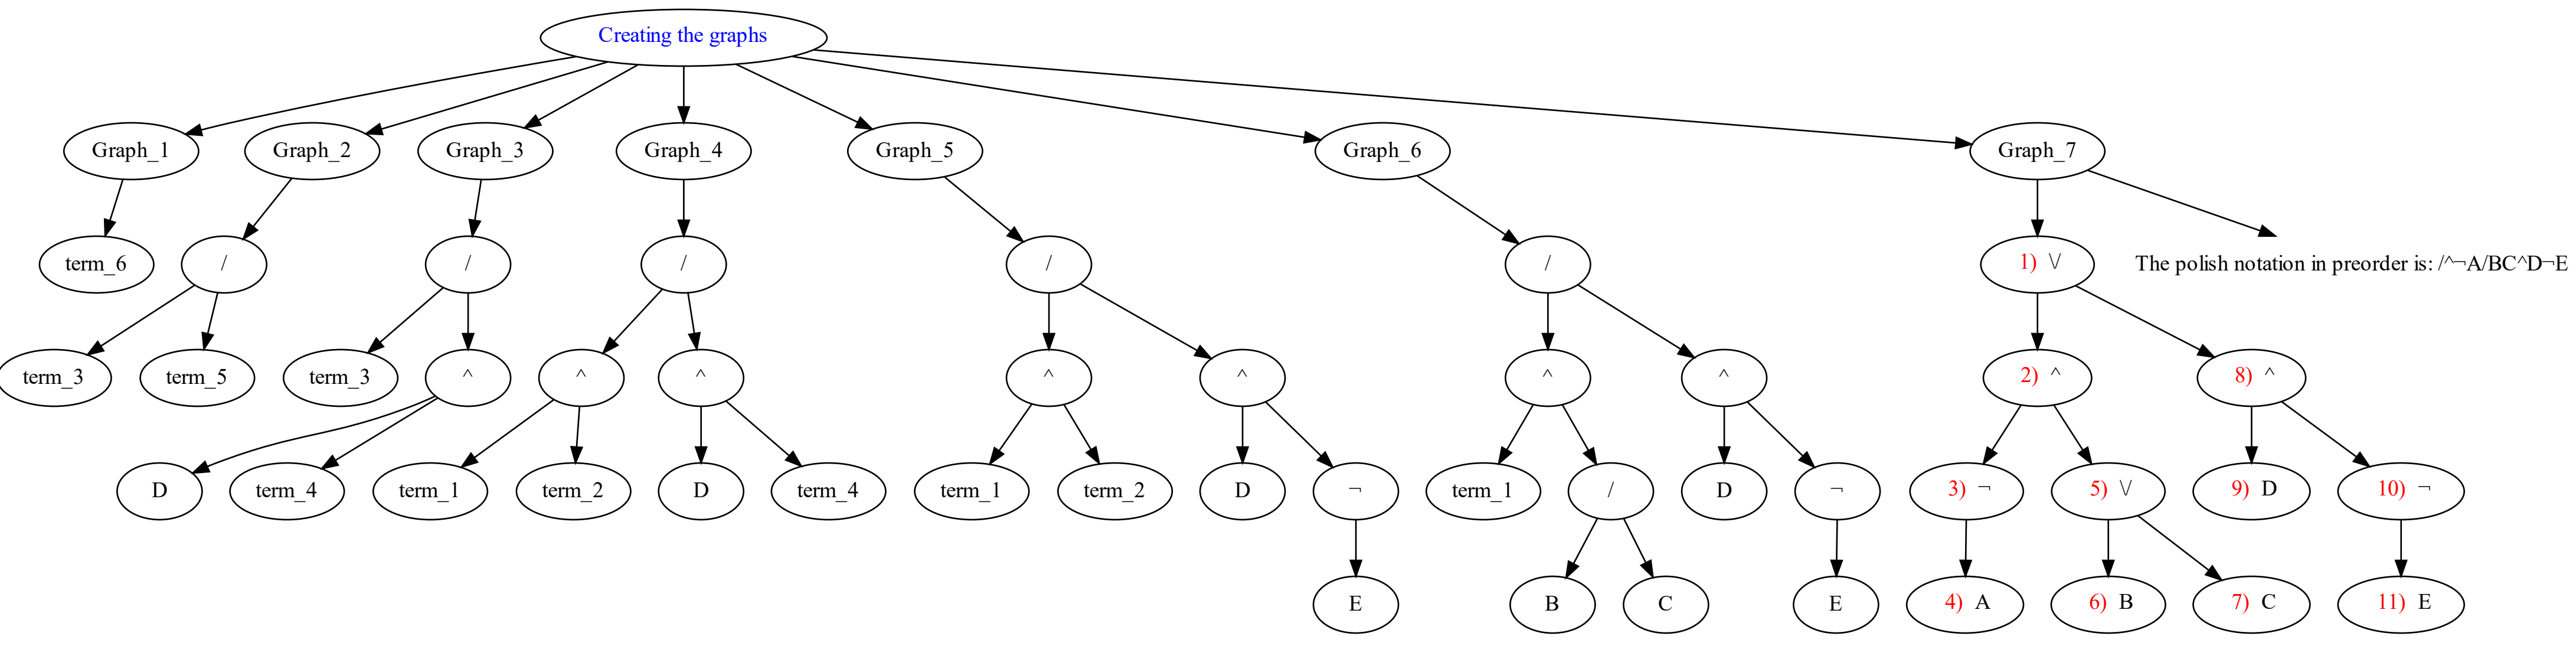 Creating the graphs
Graph_1 Graph_2 Graph_3 Graph_4 Graph_5 Graph_6 Graph_7
term_6 / / / / / 1) \/ The polish notation in preorder is: /^¬A/BC^D¬E
term_3 term_5 term_3 ^ ^ ^ ^ ^ ^ ^ 2) ^ 8) ^
D term_4 term_1 term_2 D term_4 term_1 term_2 D ¬ term_1 / D ¬ 3) ¬ 5) \/ 9) D 10) ¬
E B C E 4) A 6) B 7) C 11) E